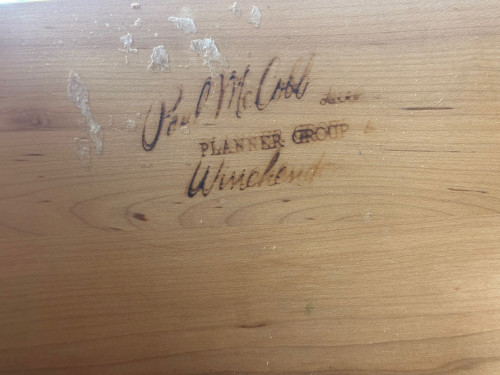 Paul McCobb
PLANNER GROUP
Winchend